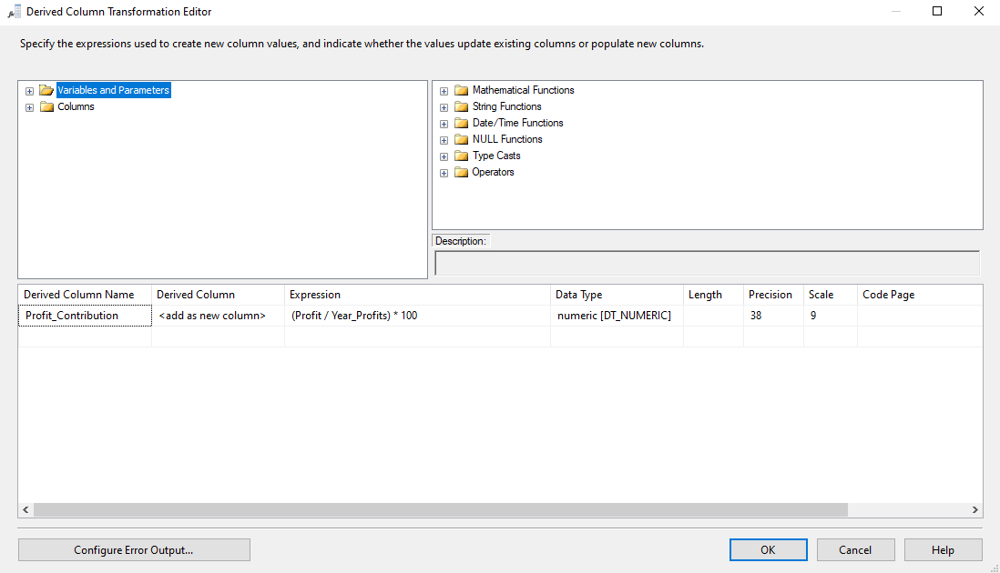 Derived Column Transformation Editor
Specify the expressions used to create new column values, and indicate whether the values update existing columns or populate new columns.
Variables and Parameters
Columns
Mathematical Functions
String Functions
Date/Time Functions
NULL Functions
Type Casts
Operators
Description:
Derived Column Name Derived Column Expression Data Type Length Precision Scale Code Page
Profit_Contribution <add as new column> (Profit / Year_Profits) * 100 numeric [DT_NUMERIC] 38 9
Configure Error Output... OK Cancel Help